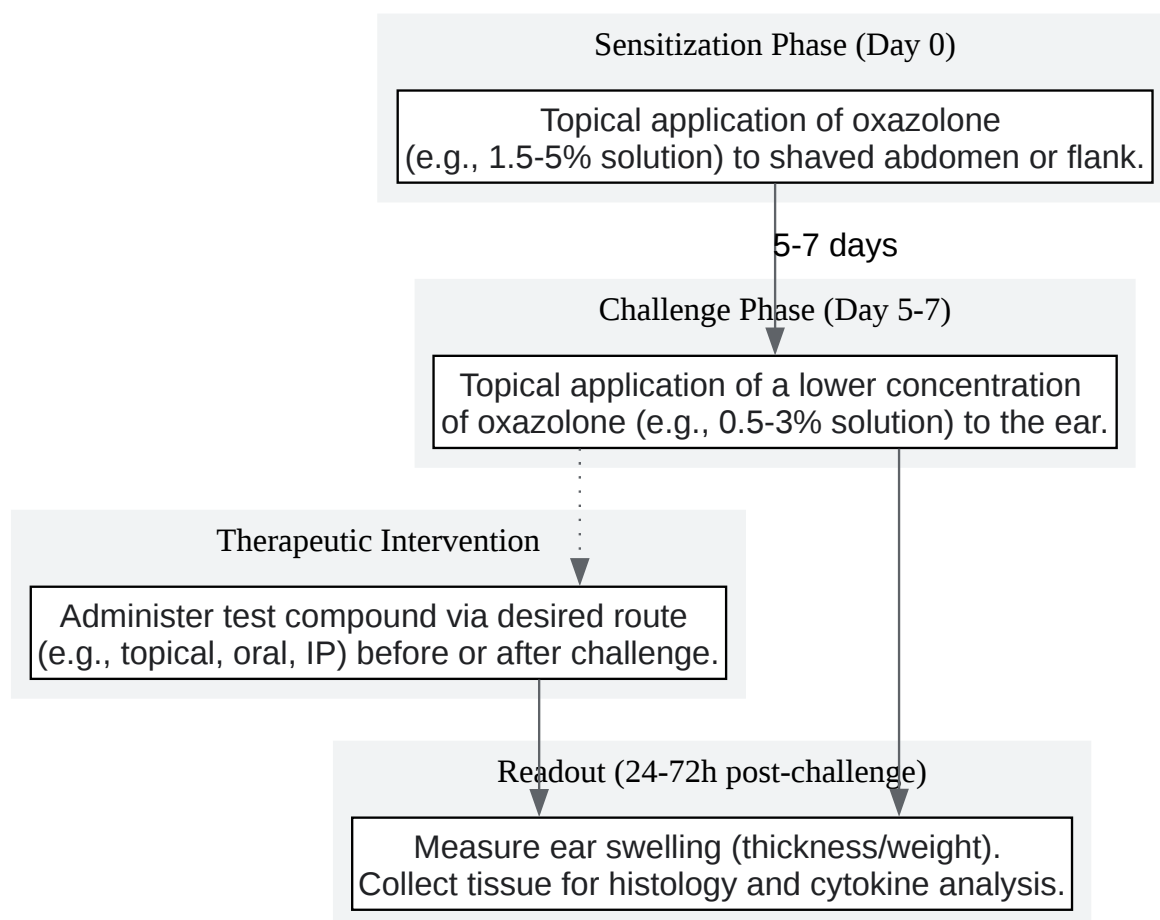 Sensitization Phase (Day 0)
Topical application of oxazolone
(e.g., 1.5-5% solution) to shaved abdomen or flank.
5-7 days
Challenge Phase (Day 5-7)
Topical application of a lower concentration
of oxazolone (e.g., 0.5-3% solution) to the ear.
Therapeutic Intervention
Administer test compound via desired route
(e.g., topical, oral, IP) before or after challenge.
Readout (24-72h post-challenge)
Measure ear swelling (thickness/weight).
Collect tissue for histology and cytokine analysis.